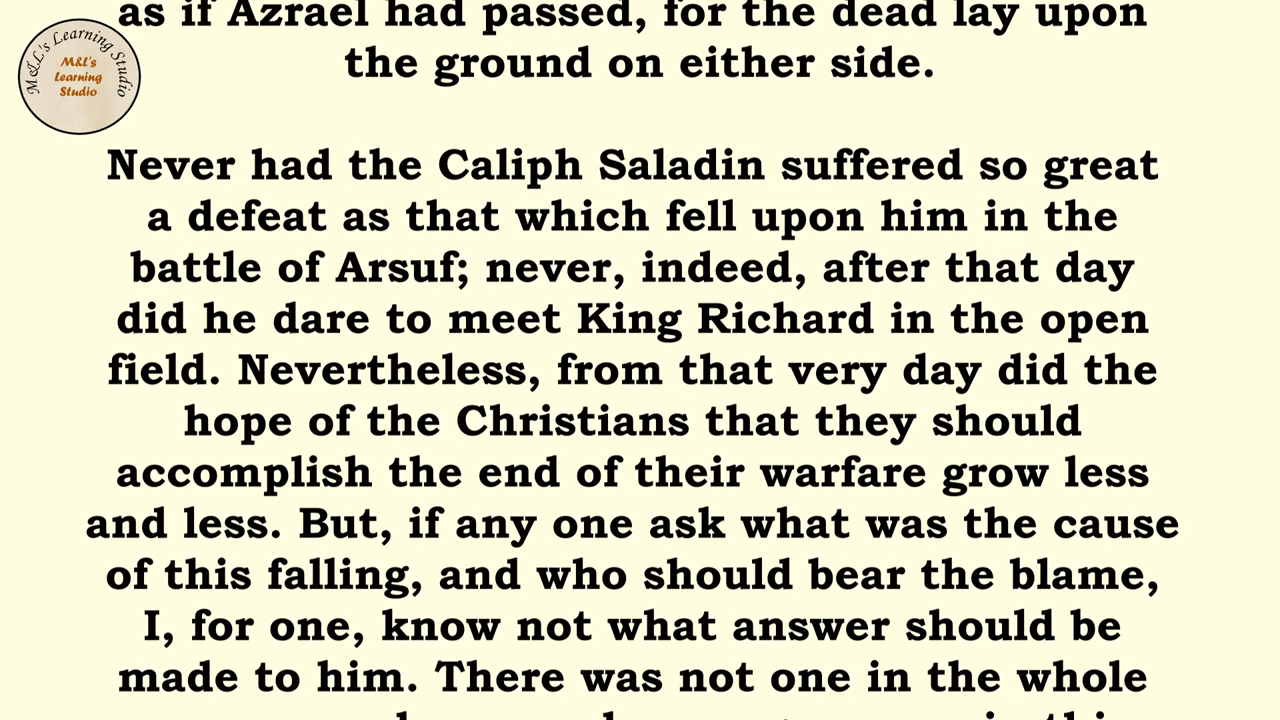 as if Azrael had passed, for the dead lay upon
the ground on either side.
M&L's Learning Studio
M&L's
Learning
Studio
Never had the Caliph Saladin suffered so great
a defeat as that which fell upon him in the
battle of Arsuf; never, indeed, after that day
did he dare to meet King Richard in the open
field. Nevertheless, from that very day did the
hope of the Christians that they should
accomplish the end of their warfare grow less
and less. But, if any one ask what was the cause
of this falling, and who should bear the blame,
I, for one, know not what answer should be
made to him. There was not one in the whole